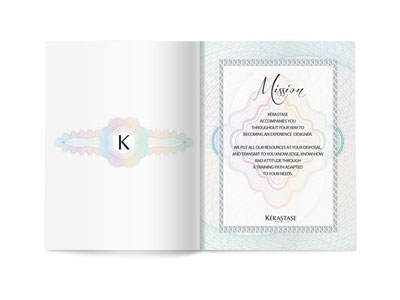 K
Mission
KÉRASTASE
ACCOMPANIES YOU
THROUGHOUT YOUR WAY TO
BECOMING AN EXPERIENCE DESIGNER.
WE PUT ALL OUR RESOURCES AT YOUR DISPOSAL,
AND TRANSMIT TO YOU KNOWLEDGE, KNOW-HOW
AND ATTITUDE THROUGH
A TRAINING PATH ADAPTED
TO YOUR NEEDS.
KÉRASTASE